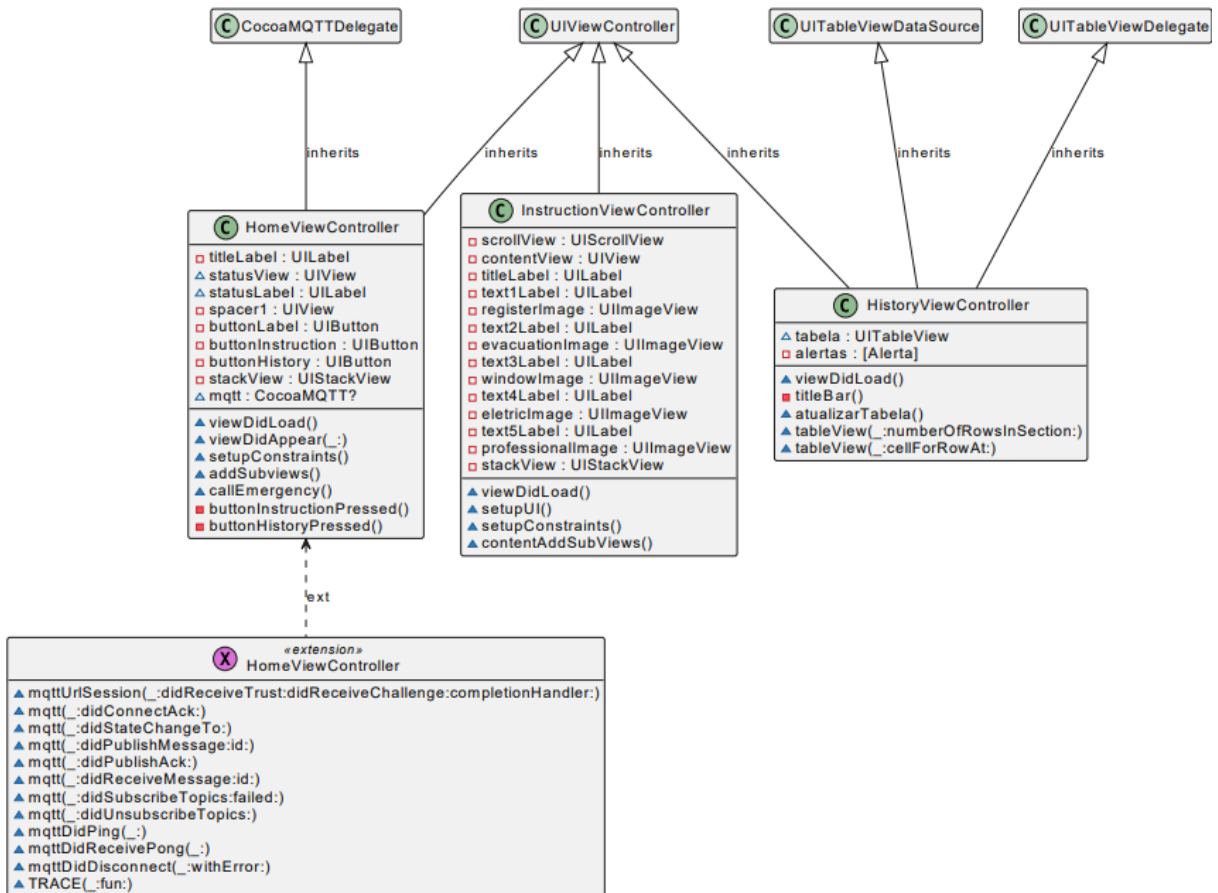 C CocoaMQTTDelegate
C UIViewController
C UITableViewDataSource
C UITableViewDelegate
inherits
inherits
inherits
inherits
inherits
inherits
C HomeViewController
titleLabel : UILabel
statusView : UIView
statusLabel : UILabel
spacer1 : UIView
buttonLabel : UIButton
buttonInstruction : UIButton
buttonHistory : UIButton
stackView : UIStackView
mqtt : CocoaMQTT?
viewDidLoad()
viewDidAppear(_:)
setupConstraints()
addSubviews()
callEmergency()
buttonInstructionPressed()
buttonHistoryPressed()
C InstructionViewController
scrollView : UIScrollView
contentView : UIView
titleLabel : UILabel
text1Label : UILabel
registerImage : UIImageView
text2Label : UILabel
evacuationImage : UIImageView
text3Label : UILabel
windowImage : UIImageView
text4Label : UILabel
eletricImage : UIImageView
text5Label : UILabel
professionalImage : UIImageView
stackView : UIStackView
viewDidLoad()
setupUI()
setupConstraints()
contentAddSubViews()
C HistoryViewController
tabela : UITableView
alertas : [Alerta]
viewDidLoad()
titleBar()
atualizarTabela()
tableView(_:numberOfRowsInSection:)
tableView(_:cellForRowAt:)
ext
«extension»
X HomeViewController
mqttUrlSession(_:didReceiveTrust:didReceiveChallenge:completionHandler:)
mqtt(_:didConnectAck:)
mqtt(_:didStateChangeTo:)
mqtt(_:didPublishMessage:id:)
mqtt(_:didPublishAck:)
mqtt(_:didReceiveMessage:id:)
mqtt(_:didSubscribeTopics:failed:)
mqtt(_:didUnsubscribeTopics:)
mqttDidPing(_:)
mqttDidReceivePong(_:)
mqttDidDisconnect(_:withError:)
TRACE(_:fun:)